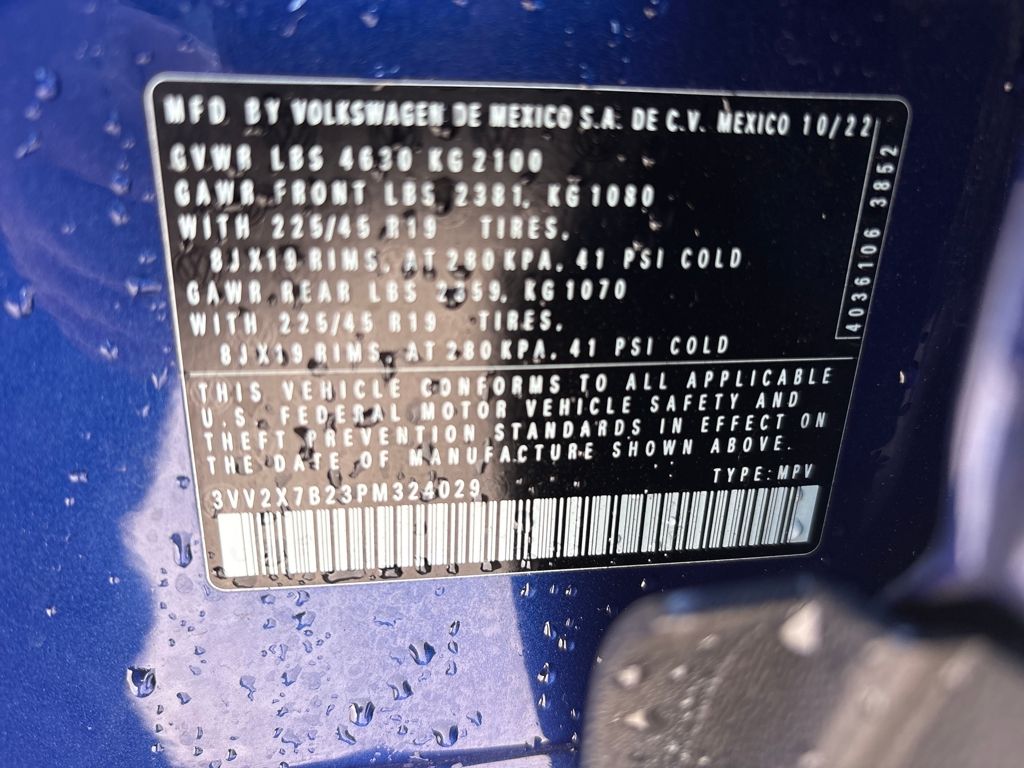 MFD BY VOLKSWAGEN DE MEXICO S.A. DE C.V. MEXICO 10/22
GVWR LBS 4630 KG 2100
GAWR FRONT LBS 2381, KG 1080
WITH 225/45 R19 TIRES,
8JX19 RIMS, AT 280 KPA, 41 PSI COLD
GAWR REAR LBS 2359, KG 1070
WITH 225/45 R19 TIRES,
8JX19 RIMS, AT 280 KPA, 41 PSI COLD
4036106 3852
THIS VEHICLE CONFORMS TO ALL APPLICABLE
U.S. FEDERAL MOTOR VEHICLE SAFETY AND
THEFT PREVENTION STANDARDS IN EFFECT ON
THE DATE OF MANUFACTURE SHOWN ABOVE.
TYPE: MPV
3VV2X7B23PM324029